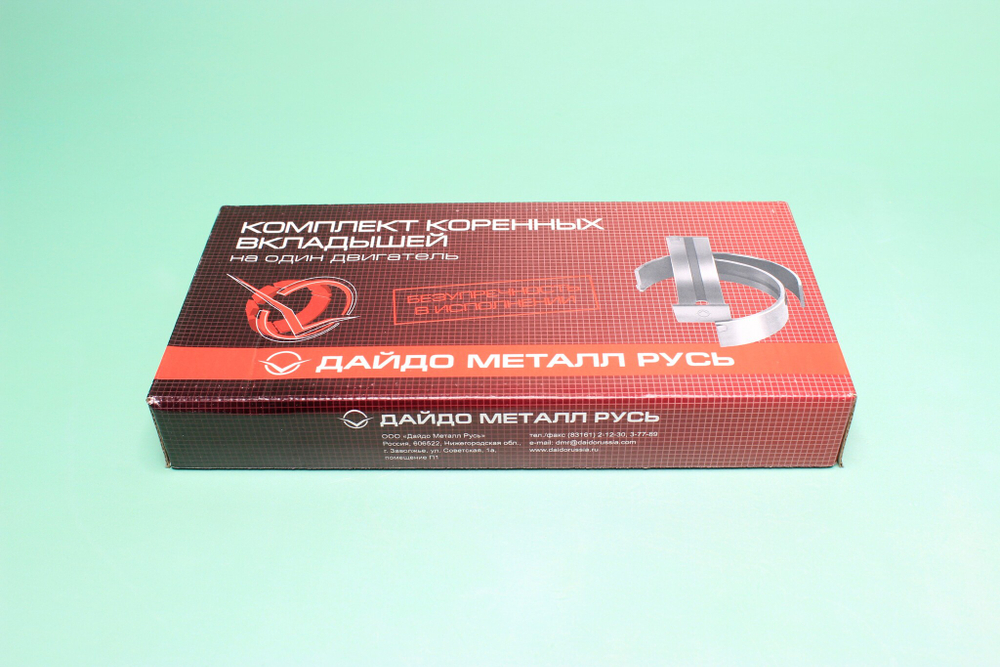 КОМПЛЕКТ КОРЕННЫХ
ВКЛАДЫШЕЙ
на один двигатель
БЕЗУПРЕЧНОСТЬ
В ИСПОЛНЕНИИ
ДАЙДО МЕТАЛЛ РУСЬ
ДАЙДО МЕТАЛЛ РУСЬ
ООО «Дайдо Металл Русь»
Россия, 606522, Нижегородская обл.,
г. Заволжье, ул. Советская, 1а,
помещение П1
тел./факс (83161) 2-12-30, 3-77-89
e-mail: dmr@daidorussia.com
www.daidorussia.ru